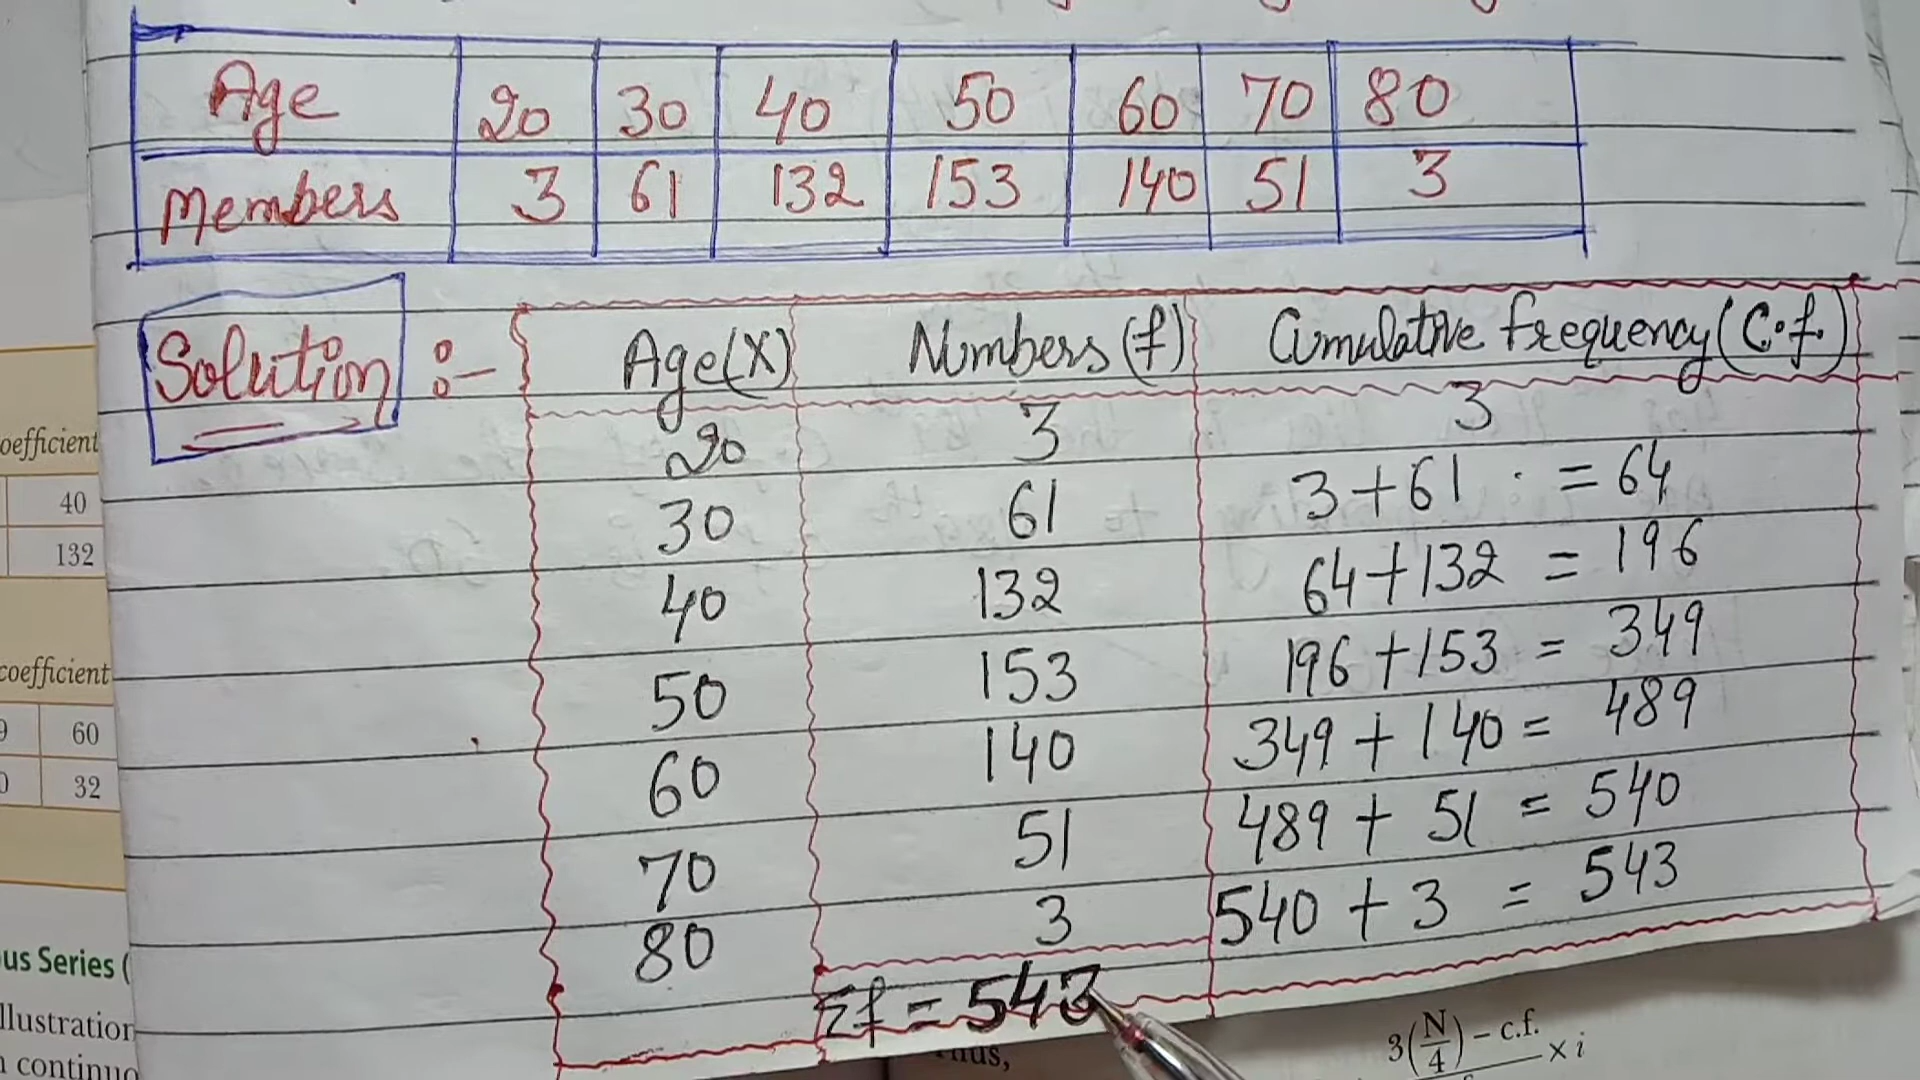 Age 20 30 40 50 60 70 80
Members 3 61 132 153 140 51 3
Solution :-
Age(X) Numbers (f) Cumulative frequency (C.f.)
20 3 3
30 61 3+61 = 64
40 132 64+132 = 196
50 153 196+153 = 349
60 140 349 + 140 = 489
70 51 489 + 51 = 540
80 3 540 + 3 = 543
Σf = 543
oefficient
40
132
coefficient
60
32
us Series (
llustration
continuo
3(N/4) – c.f.
× i